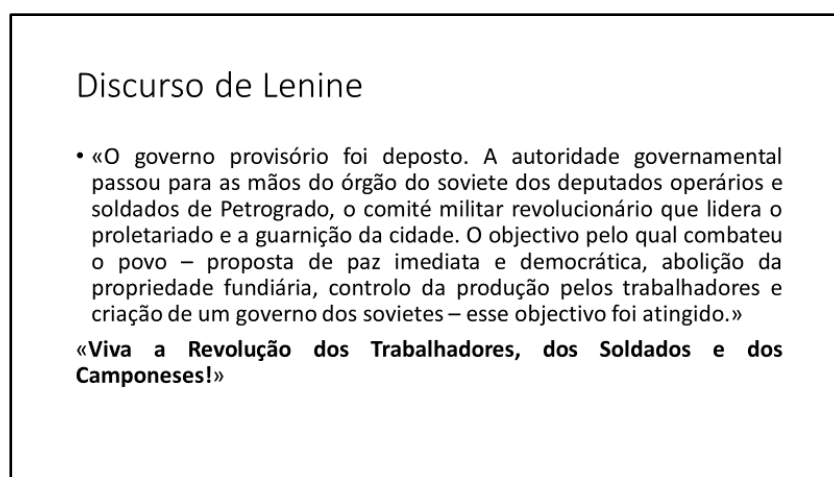 Discurso de Lenine
• «O governo provisório foi deposto. A autoridade governamental
passou para as mãos do órgão do soviete dos deputados operários e
soldados de Petrogrado, o comité militar revolucionário que lidera o
proletariado e a guarnição da cidade. O objectivo pelo qual combateu
o povo – proposta de paz imediata e democrática, abolição da
propriedade fundiária, controlo da produção pelos trabalhadores e
criação de um governo dos sovietes – esse objectivo foi atingido.»
«Viva a Revolução dos Trabalhadores, dos Soldados e dos
Camponeses!»